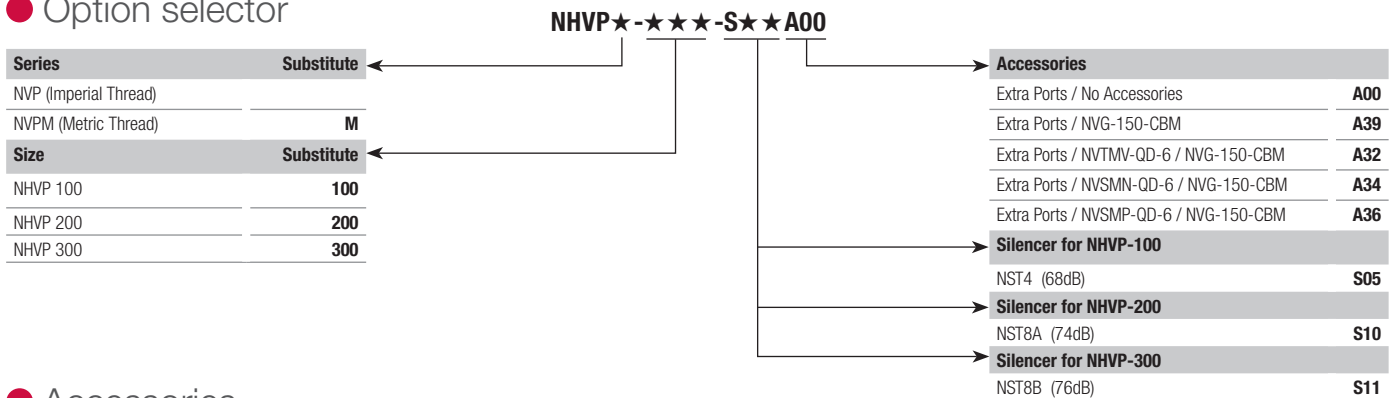 Option selector
NHVP★-★★★-S★★A00
Series Substitute
NVP (Imperial Thread)
NVPM (Metric Thread) M
Size Substitute
NHVP 100 100
NHVP 200 200
NHVP 300 300
Accessories
Extra Ports / No Accessories A00
Extra Ports / NVG-150-CBM A39
Extra Ports / NVTMV-QD-6 / NVG-150-CBM A32
Extra Ports / NVSMN-QD-6 / NVG-150-CBM A34
Extra Ports / NVSMP-QD-6 / NVG-150-CBM A36
Silencer for NHVP-100
NST4 (68dB) S05
Silencer for NHVP-200
NST8A (74dB) S10
Silencer for NHVP-300
NST8B (76dB) S11
Accessories